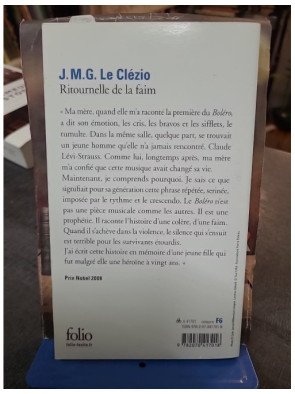 J.M.G. Le Clézio
Ritournelle de la faim
« Ma mère, quand elle m'a raconté la première du Boléro,
a dit son émotion, les cris, les bravos et les sifflets, le
tumulte. Dans la même salle, quelque part, se trouvait
un jeune homme qu'elle n'a jamais rencontré, Claude
Lévi-Strauss. Comme lui, longtemps après, ma mère
m'a confié que cette musique avait changé sa vie.
Maintenant, je comprends pourquoi. Je sais ce que
signifiait pour sa génération cette phrase répétée, serinée,
imposée par le rythme et le crescendo. Le Boléro n'est
pas une pièce musicale comme les autres. Il est une
prophétie. Il raconte l'histoire d'une colère, d'une faim.
Quand il s'achève dans la violence, le silence qui s'ensuit
est terrible pour les survivants étourdis.
J'ai écrit cette histoire en mémoire d'une jeune fille qui
fut malgré elle une héroïne à vingt ans. »
Prix Nobel 2008
folio
F6